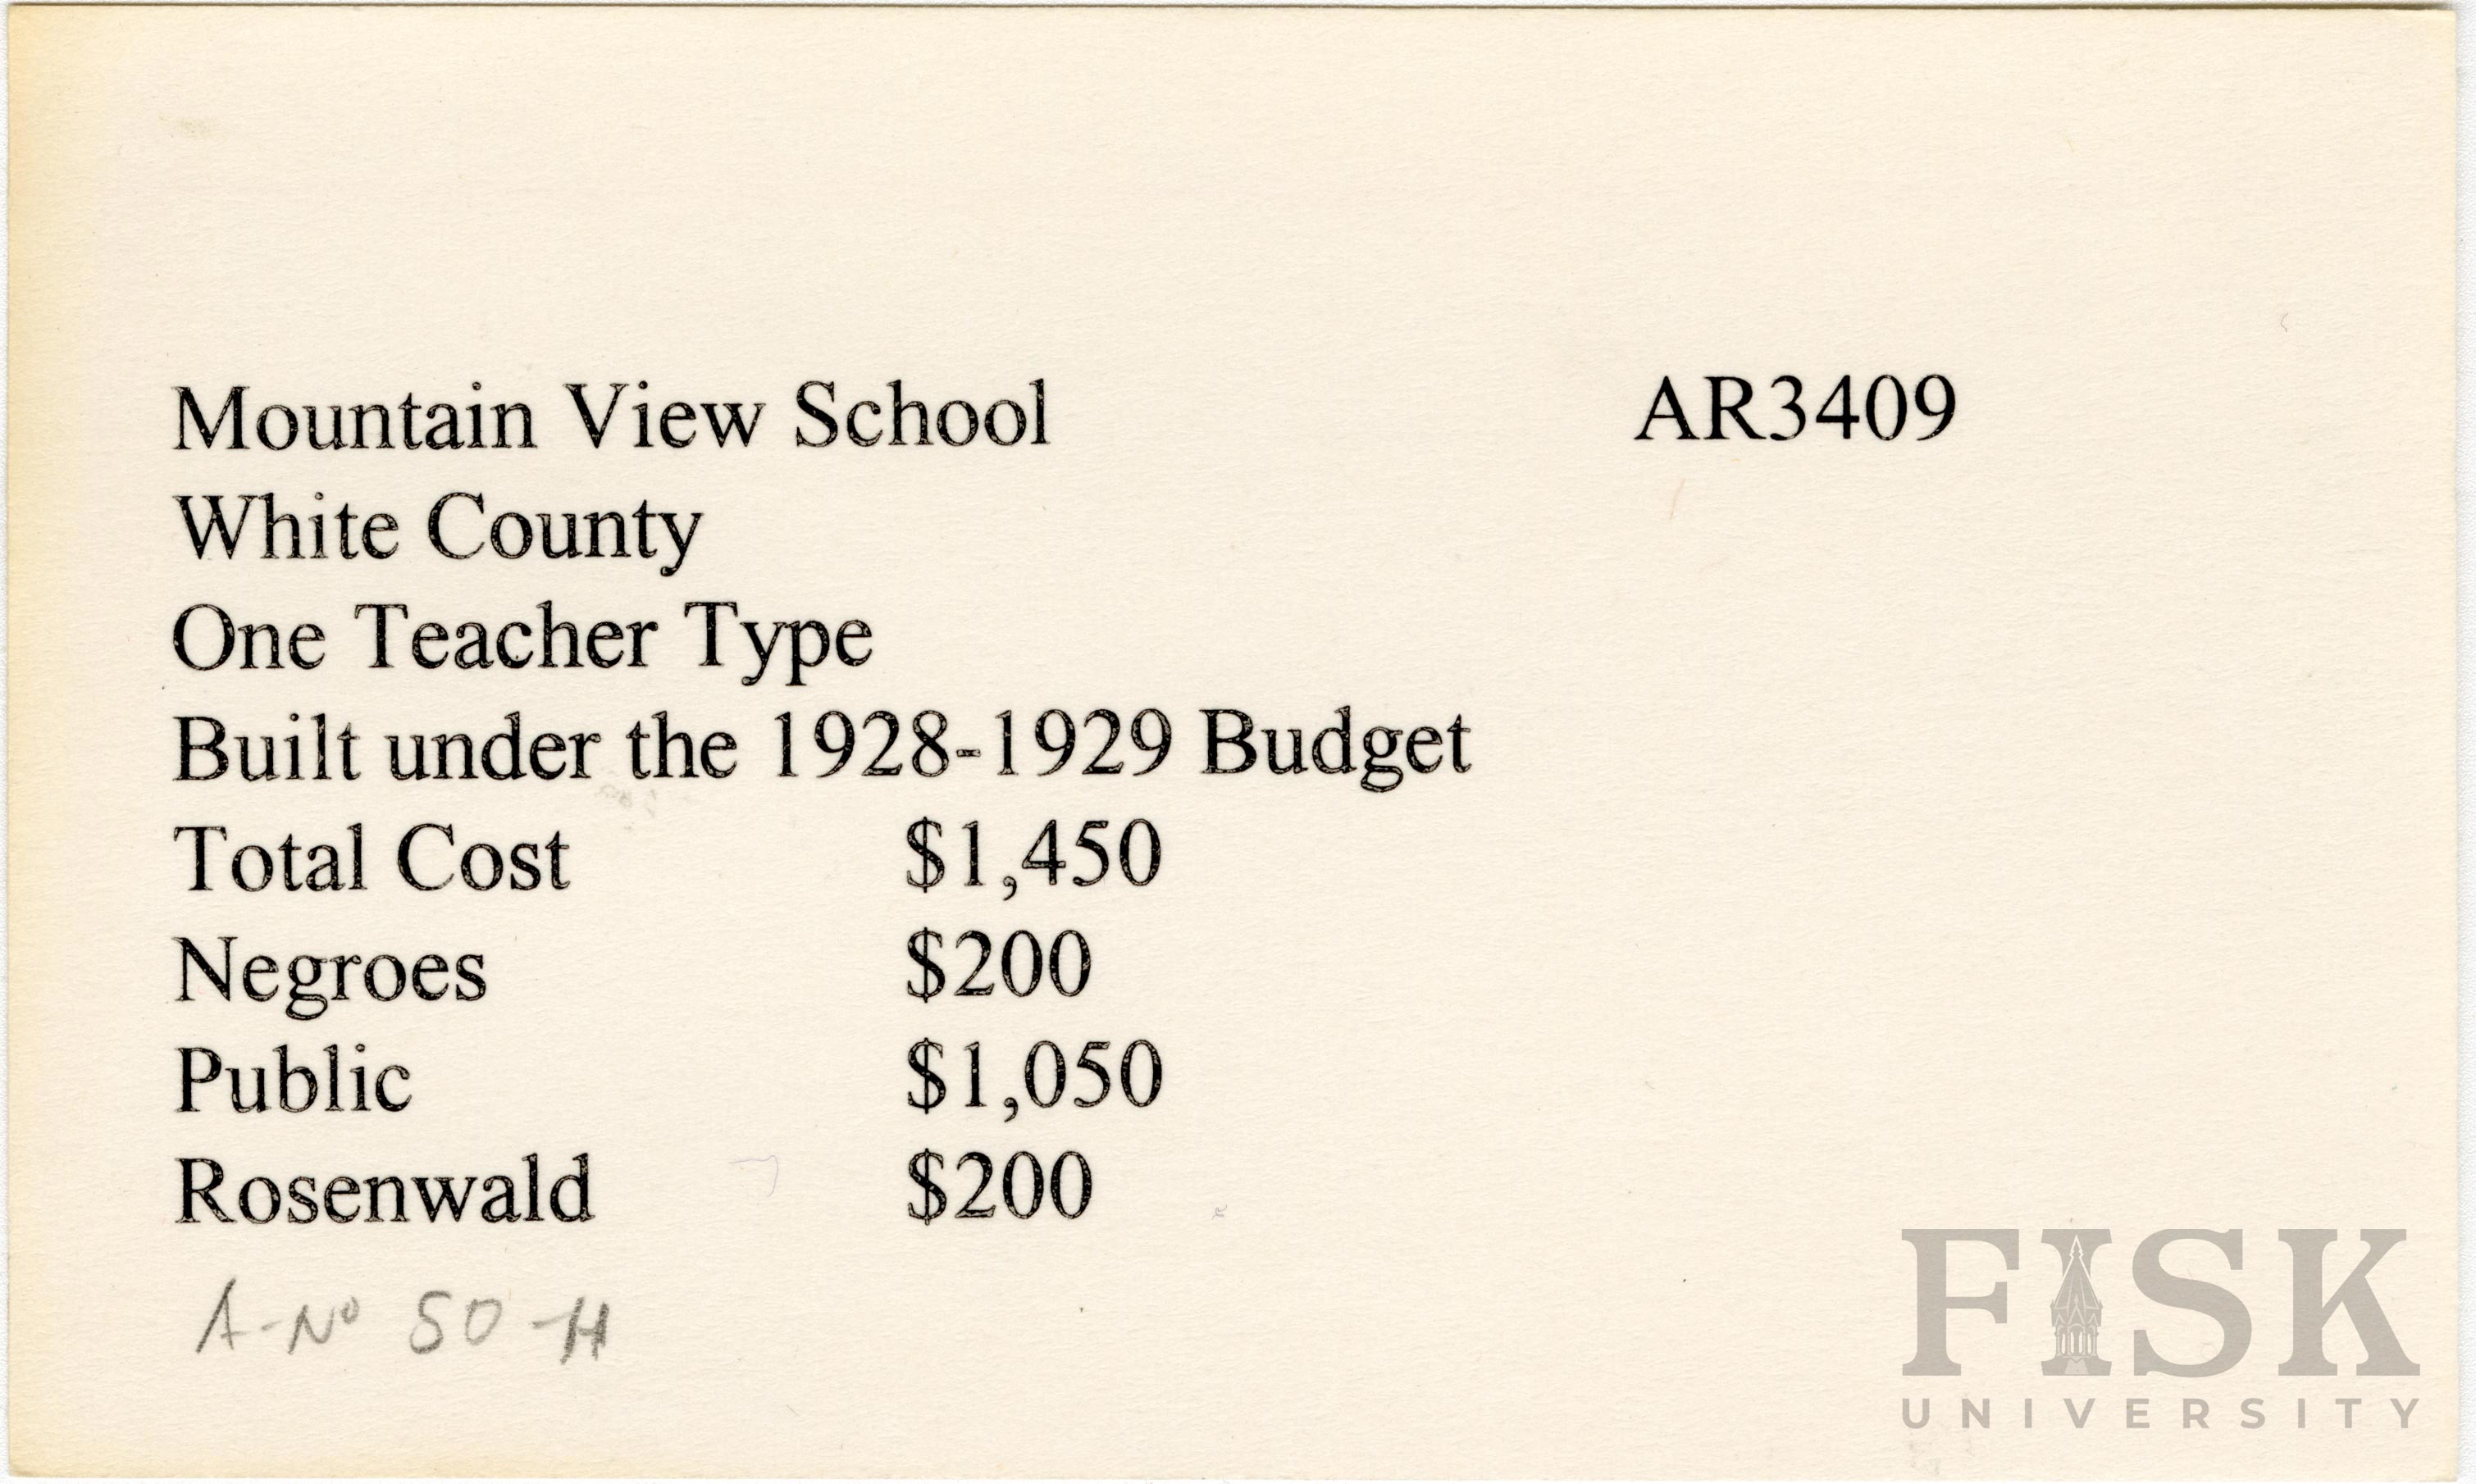 Mountain View School AR3409
White County
One Teacher Type
Built under the 1928-1929 Budget
Total Cost $1,450
Negroes $200
Public $1,050
Rosenwald $200
A-No 50-H
FISK
UNIVERSITY